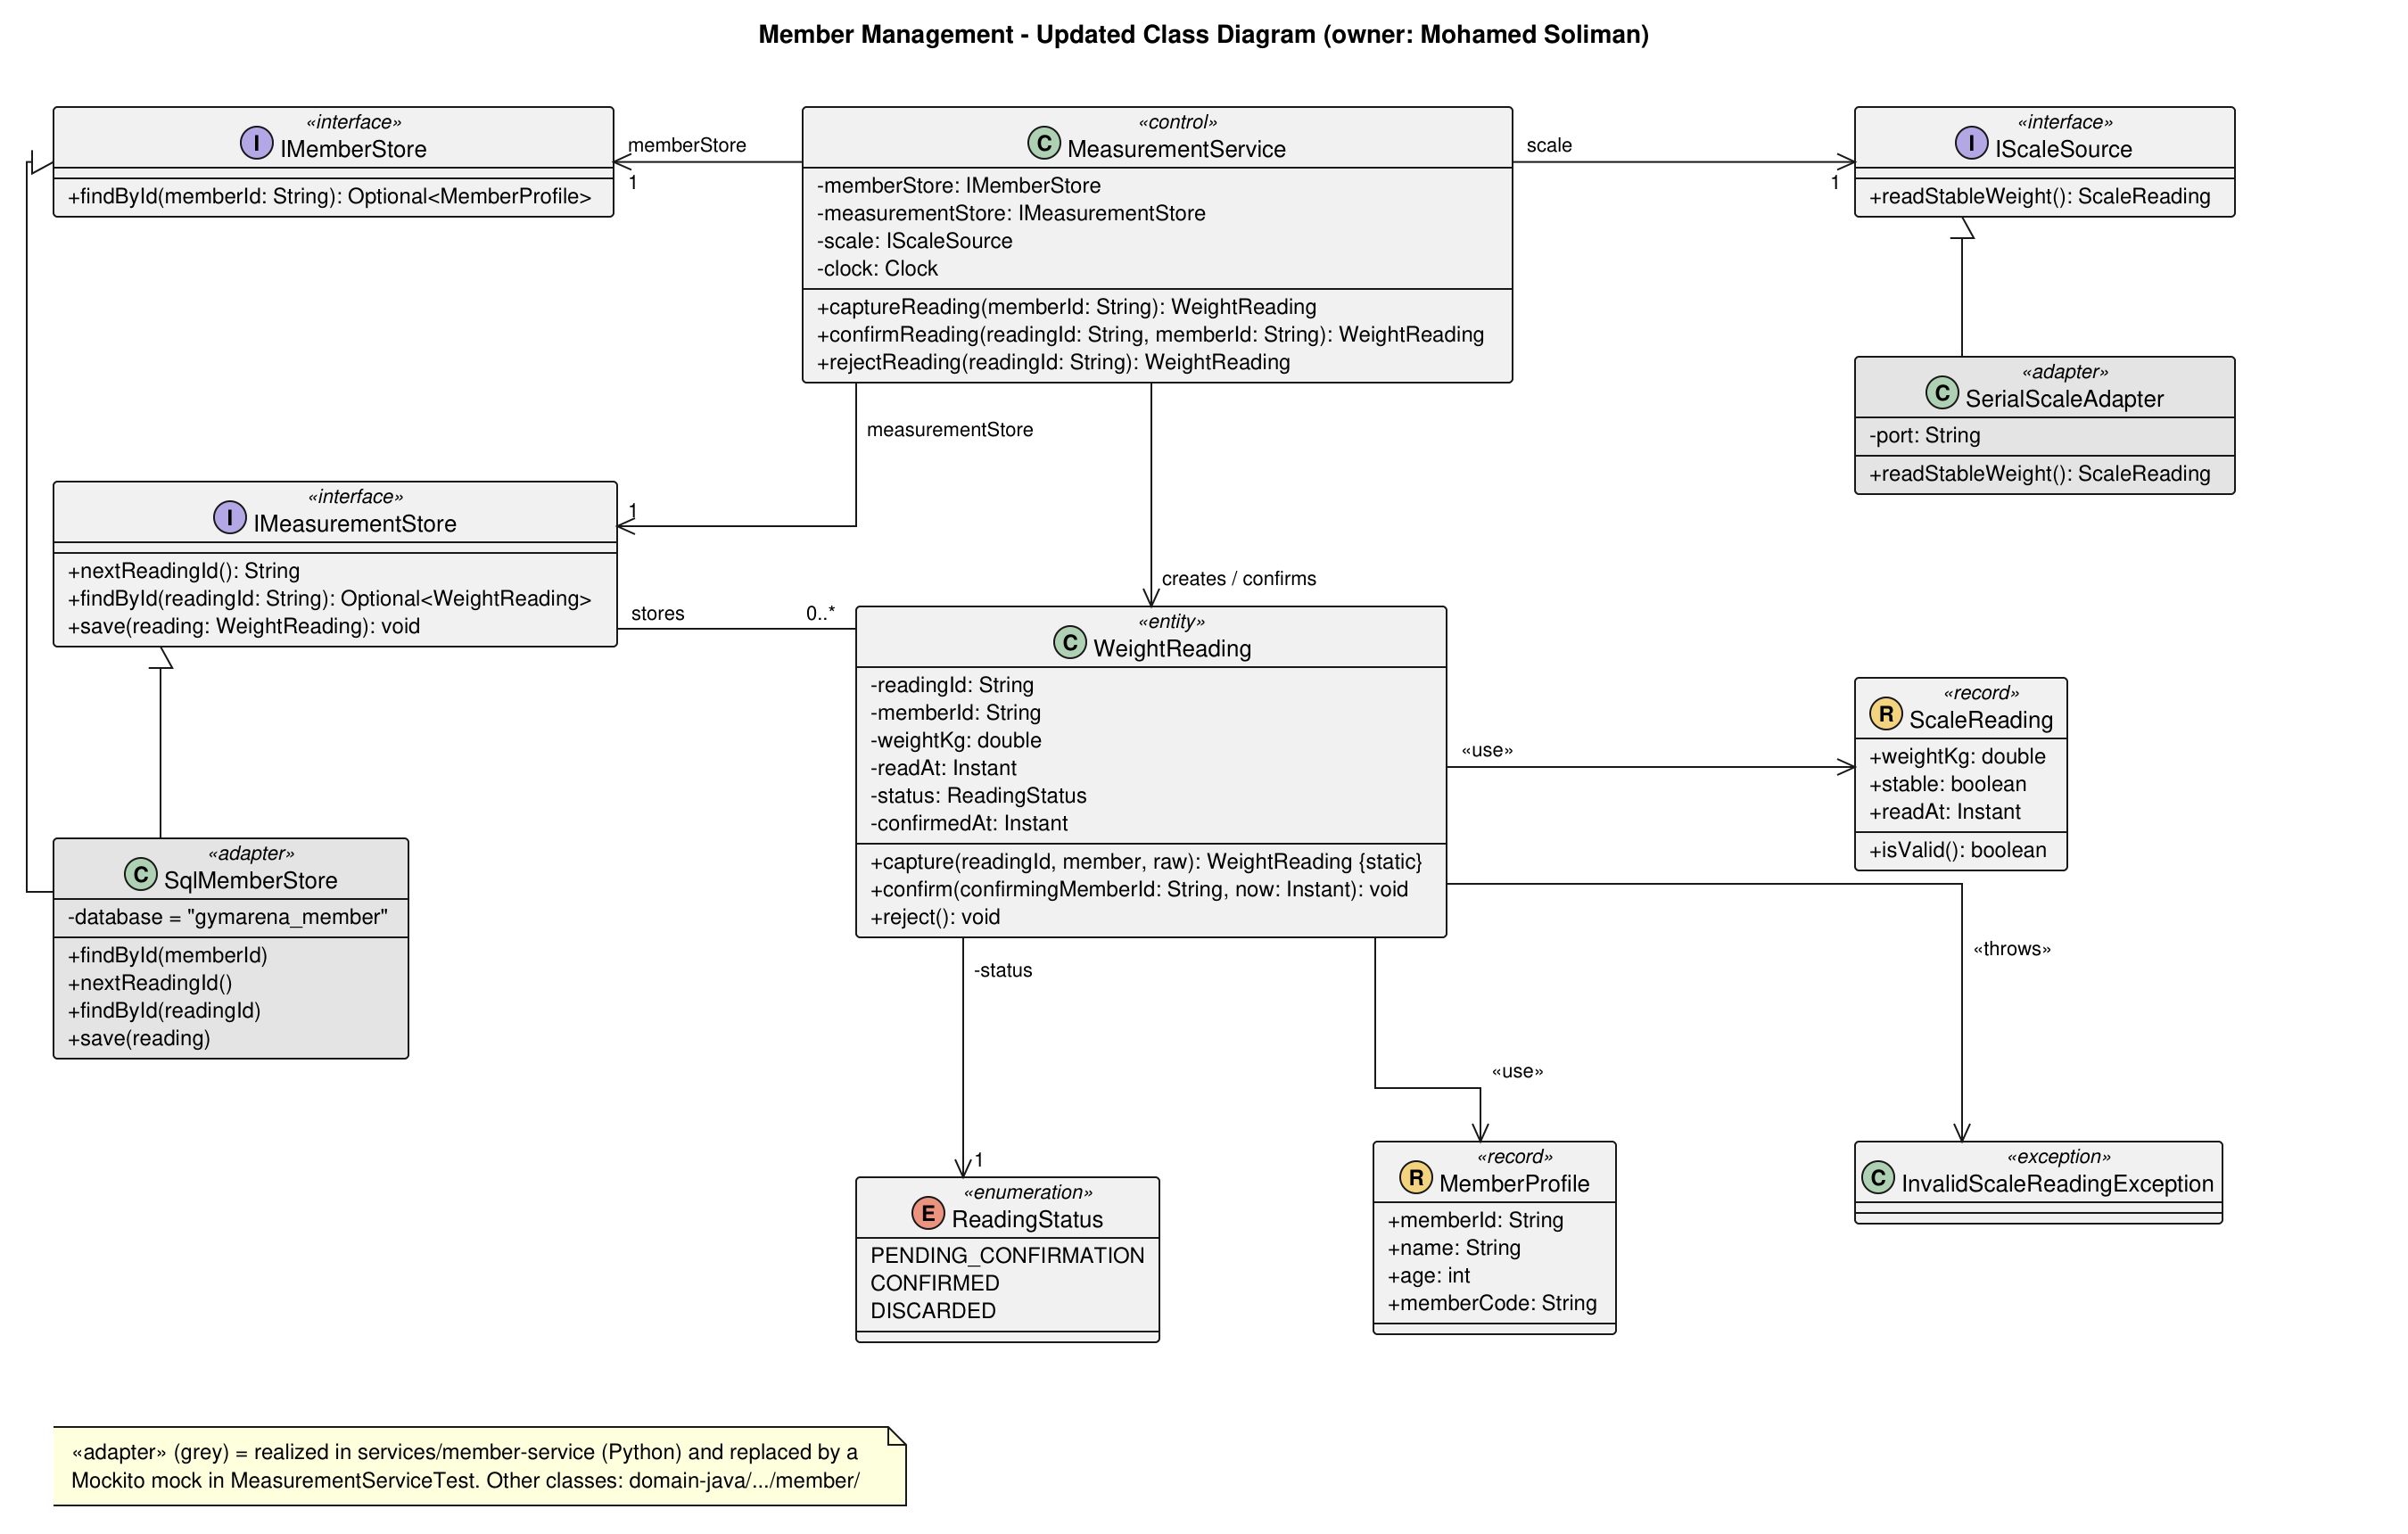 Member Management - Updated Class Diagram (owner: Mohamed Soliman)
«interface»
I IMemberStore
+findById(memberId: String): Optional<MemberProfile>
memberStore
1
«control»
C MeasurementService
-memberStore: IMemberStore
-measurementStore: IMeasurementStore
-scale: IScaleSource
-clock: Clock
+captureReading(memberId: String): WeightReading
+confirmReading(readingId: String, memberId: String): WeightReading
+rejectReading(readingId: String): WeightReading
scale
1
«interface»
I IScaleSource
+readStableWeight(): ScaleReading
«adapter»
C SerialScaleAdapter
-port: String
+readStableWeight(): ScaleReading
measurementStore
1
«interface»
I IMeasurementStore
+nextReadingId(): String
+findById(readingId: String): Optional<WeightReading>
+save(reading: WeightReading): void
stores
0..*
creates / confirms
«entity»
C WeightReading
-readingId: String
-memberId: String
-weightKg: double
-readAt: Instant
-status: ReadingStatus
-confirmedAt: Instant
+capture(readingId, member, raw): WeightReading {static}
+confirm(confirmingMemberId: String, now: Instant): void
+reject(): void
«use»
«record»
R ScaleReading
+weightKg: double
+stable: boolean
+readAt: Instant
+isValid(): boolean
«adapter»
C SqlMemberStore
-database = "gymarena_member"
+findById(memberId)
+nextReadingId()
+findById(readingId)
+save(reading)
-status
1
«use»
«throws»
«enumeration»
E ReadingStatus
PENDING_CONFIRMATION
CONFIRMED
DISCARDED
«record»
R MemberProfile
+memberId: String
+name: String
+age: int
+memberCode: String
«exception»
C InvalidScaleReadingException
«adapter» (grey) = realized in services/member-service (Python) and replaced by a
Mockito mock in MeasurementServiceTest. Other classes: domain-java/.../member/